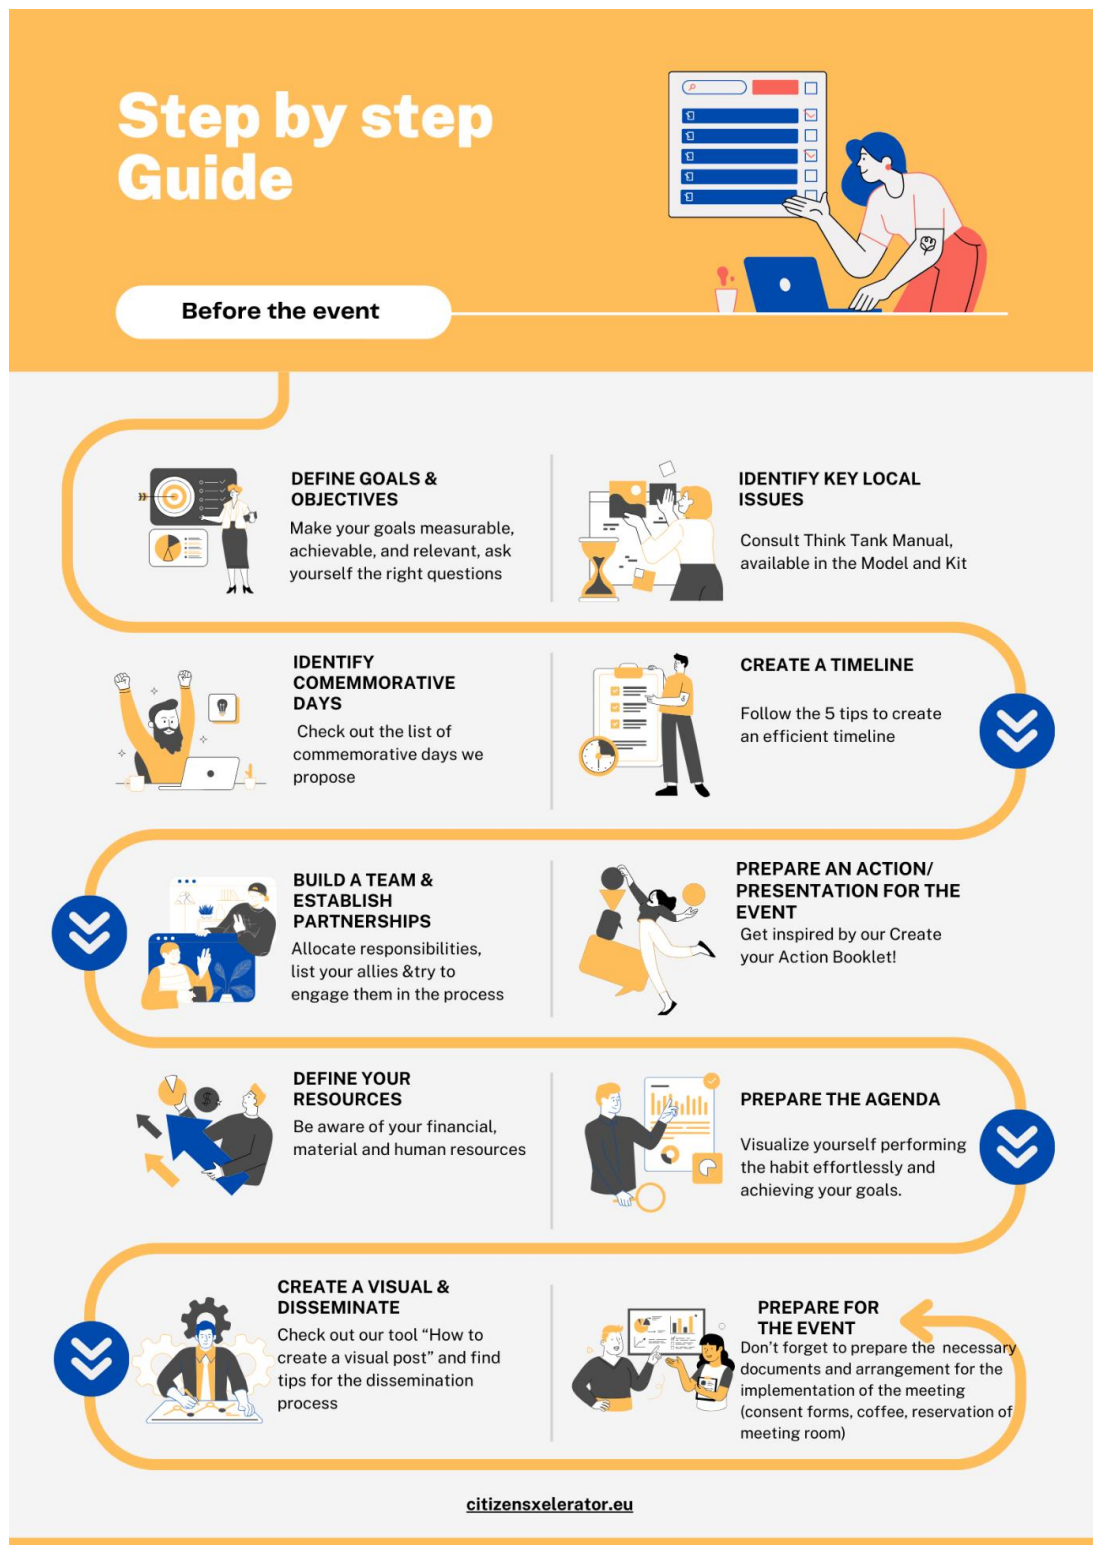 Step by step
Guide
Before the event
DEFINE GOALS &
OBJECTIVES
Make your goals measurable,
achievable, and relevant, ask
yourself the right questions
IDENTIFY KEY LOCAL
ISSUES
Consult Think Tank Manual,
available in the Model and Kit
IDENTIFY
COMEMMORATIVE
DAYS
Check out the list of
commemorative days we
propose
CREATE A TIMELINE
Follow the 5 tips to create
an efficient timeline
BUILD A TEAM &
ESTABLISH
PARTNERSHIPS
Allocate responsibilities,
list your allies &try to
engage them in the process
PREPARE AN ACTION/
PRESENTATION FOR THE
EVENT
Get inspired by our Create
your Action Booklet!
DEFINE YOUR
RESOURCES
Be aware of your financial,
material and human resources
PREPARE THE AGENDA
Visualize yourself performing
the habit effortlessly and
achieving your goals.
CREATE A VISUAL &
DISSEMINATE
Check out our tool “How to
create a visual post” and find
tips for the dissemination
process
PREPARE FOR
THE EVENT
Don't forget to prepare the necessary
documents and arrangement for the
implementation of the meeting
(consent forms, coffee, reservation of
meeting room)
citizensxelerator.eu